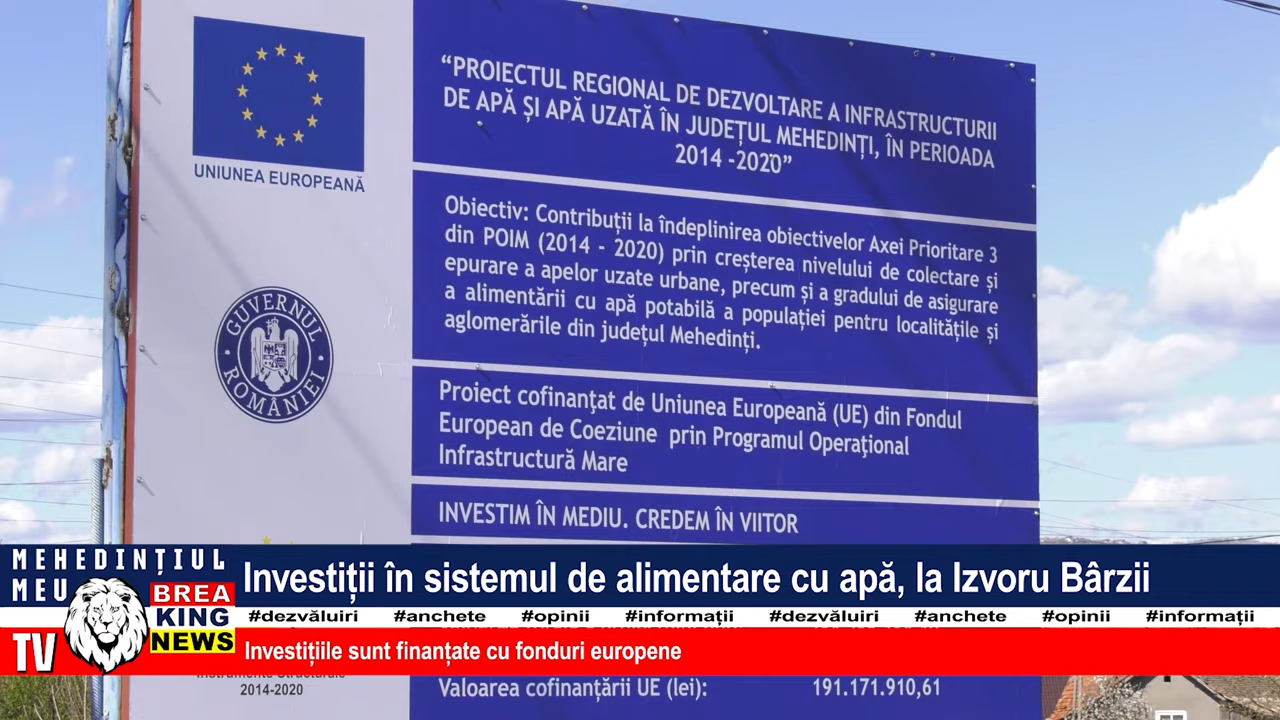 UNIUNEA EUROPEANĂ
GUVERNUL ROMÂNIEI
"PROIECTUL REGIONAL DE DEZVOLTARE A INFRASTRUCTURII
DE APĂ ȘI APĂ UZATĂ ÎN JUDEȚUL MEHEDINȚI, ÎN PERIOADA
2014 -2020"
Obiectiv: Contribuții la îndeplinirea obiectivelor Axei Prioritare 3
din POIM (2014 - 2020) prin creșterea nivelului de colectare și
epurare a apelor uzate urbane, precum și a gradului de asigurare
a alimentării cu apă potabilă a populației pentru localitățile și
aglomerările din județul Mehedinți.
Proiect cofinanţat de Uniunea Europeană (UE) din Fondul
European de Coeziune prin Programul Operaţional
Infrastructură Mare
INVESTIM ÎN MEDIU. CREDEM ÎN VIITOR
MEHEDINȚIUL
MEU
TV
BREA
KING
NEWS
Investiții în sistemul de alimentare cu apă, la Izvoru Bârzii
#dezvăluiri #anchete #opinii #informații #dezvăluiri #anchete #opinii #informații
Investițiile sunt finanțate cu fonduri europene
2014-2020
Valoarea cofinanțării UE (lei): 191.171.910,61